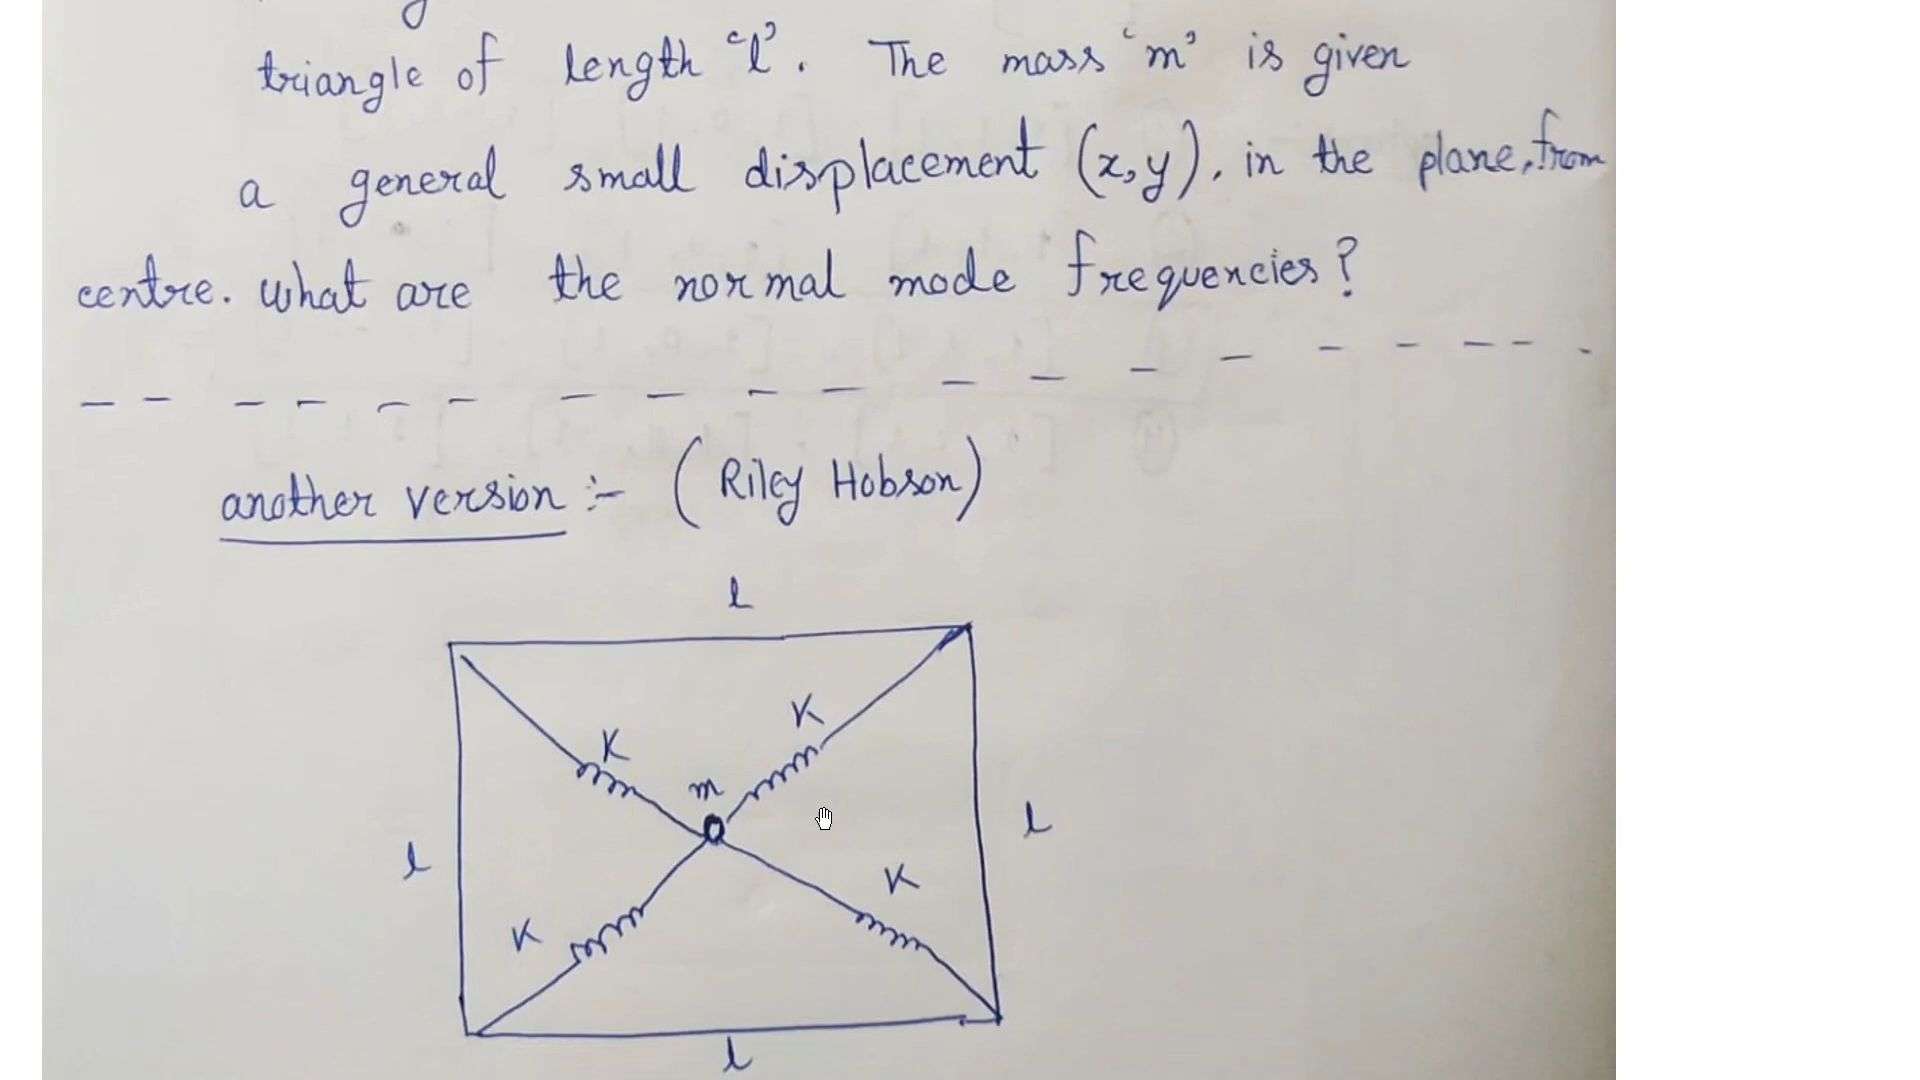 triangle of length 'l'. The mass 'm' is given
a general small displacement (x,y), in the plane, from
centre. What are the normal mode frequencies?
another version :- (Riley Hobson)
l
K
K
m
l
l
K
K
l